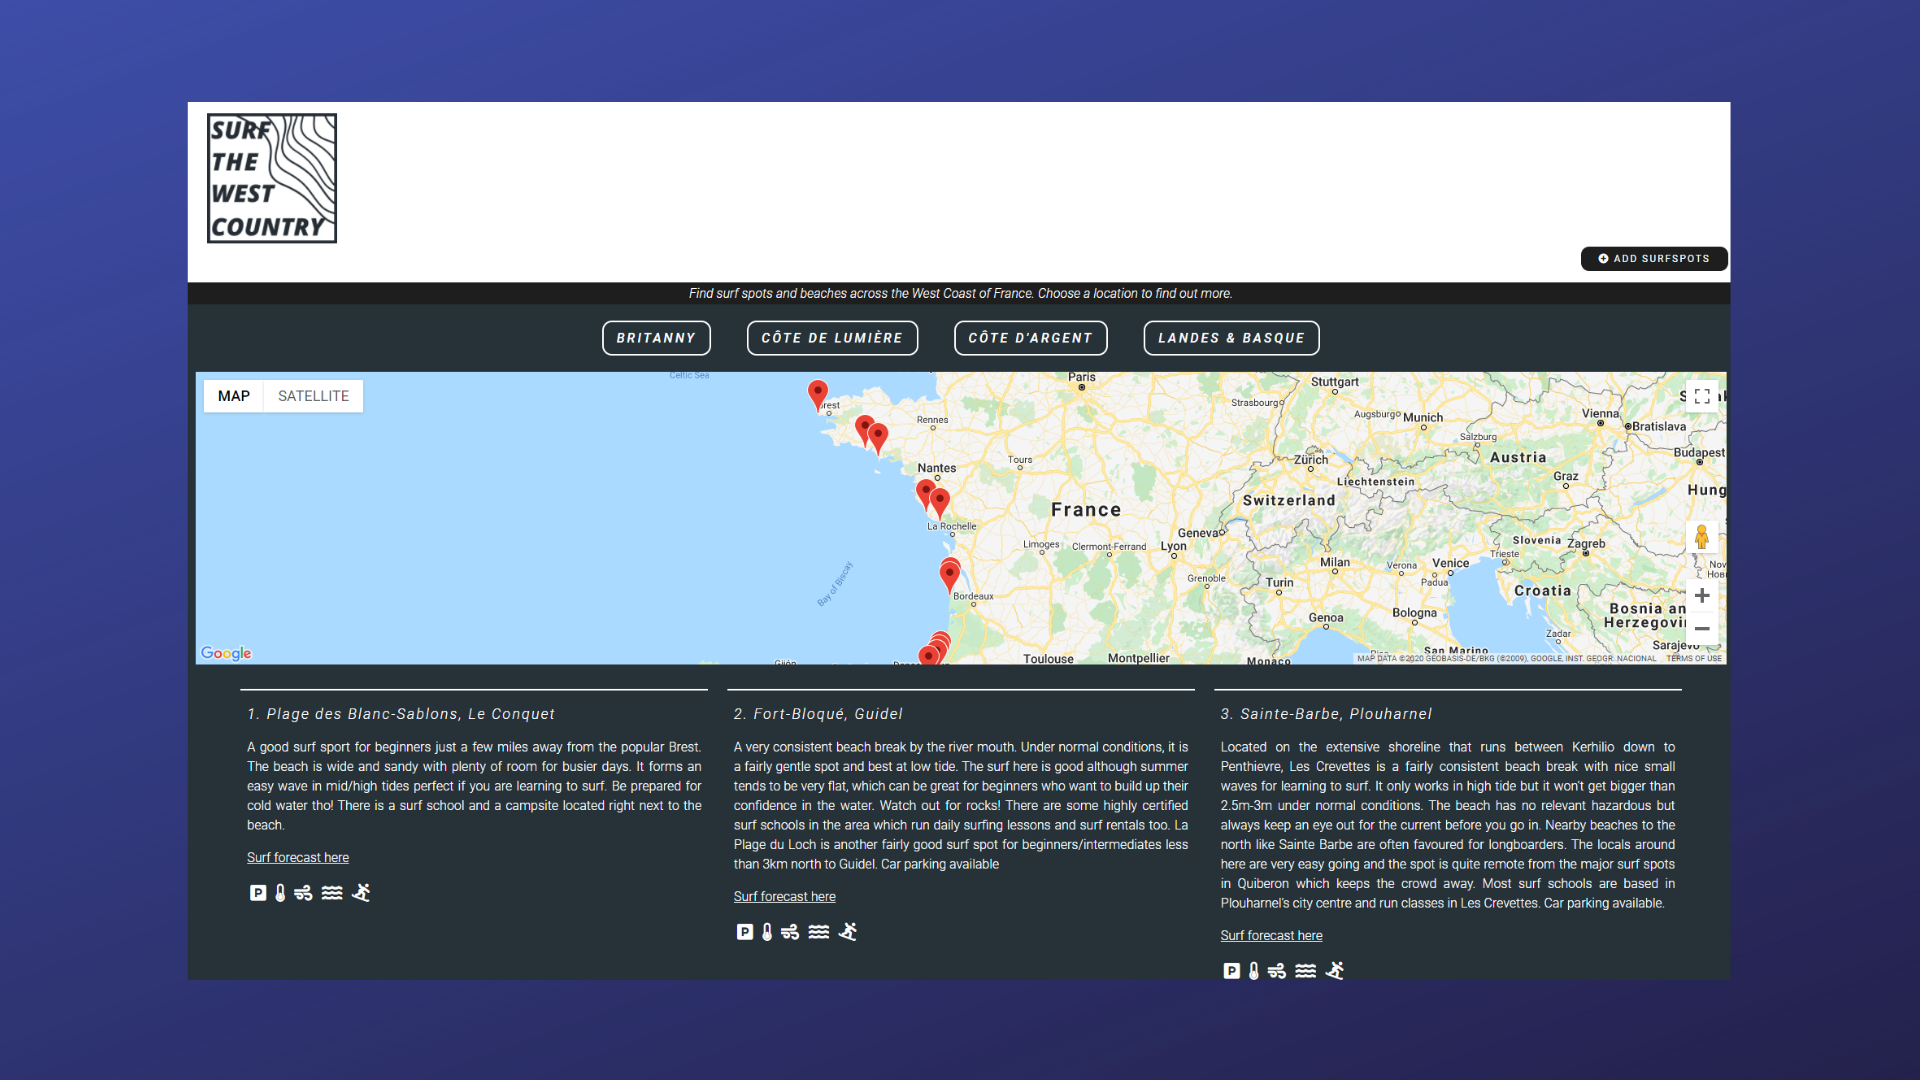 SURF
THE
WEST
COUNTRY
ADD SURFSPOTS
Find surf spots and beaches across the West Coast of France. Choose a location to find out more.
BRITANNY
CÔTE DE LUMIÈRE
CÔTE D'ARGENT
LANDES & BASQUE
MAP
SATELLITE
Celtic Sea
Paris
Stuttgart
Strasbourg
Augsburg
Munich
Vienna
Bratislava
Rennes
Salzburg
Budapest
Tours
Zürich
Austria
Nantes
Liechtenstein
Graz
Switzerland
Hung
France
La Rochelle
Geneva
Slovenia
Zagreb
Limoges
Clermont-Ferrand
Lyon
Trieste
Milan
Verona
Venice
Grenoble
Turin
Padua
Bay of Biscay
Croatia
Bordeaux
Bosnia an
Herzegovi
Genoa
Bologna
Zadar
Sarajevo
San Marino
Google
Gijón
Toulouse
Montpellier
Monaco
MAP DATA ©2020 GEOBASIS-DE/BKG (©2009), GOOGLE, INST. GEOGR. NACIONAL
TERMS OF USE
1. Plage des Blanc-Sablons, Le Conquet
A good surf sport for beginners just a few miles away from the popular Brest.
The beach is wide and sandy with plenty of room for busier days. It forms an
easy wave in mid/high tides perfect if you are learning to surf. Be prepared for
cold water tho! There is a surf school and a campsite located right next to the
beach.
Surf forecast here
P
2. Fort-Bloqué, Guidel
A very consistent beach break by the river mouth. Under normal conditions, it is
a fairly gentle spot and best at low tide. The surf here is good although summer
tends to be very flat, which can be great for beginners who want to build up their
confidence in the water. Watch out for rocks! There are some highly certified
surf schools in the area which run daily surfing lessons and surf rentals too. La
Plage du Loch is another fairly good surf spot for beginners/intermediates less
than 3km north to Guidel. Car parking available
Surf forecast here
P
3. Sainte-Barbe, Plouharnel
Located on the extensive shoreline that runs between Kerhilio down to
Penthievre, Les Crevettes is a fairly consistent beach break with nice small
waves for learning to surf. It only works in high tide but it won't get bigger than
2.5m-3m under normal conditions. The beach has no relevant hazardous but
always keep an eye out for the current before you go in. Nearby beaches to the
north like Sainte Barbe are often favoured for longboarders. The locals around
here are very easy going and the spot is quite remote from the major surf spots
in Quiberon which keeps the crowd away. Most surf schools are based in
Plouharnel's city centre and run classes in Les Crevettes. Car parking available.
Surf forecast here
P